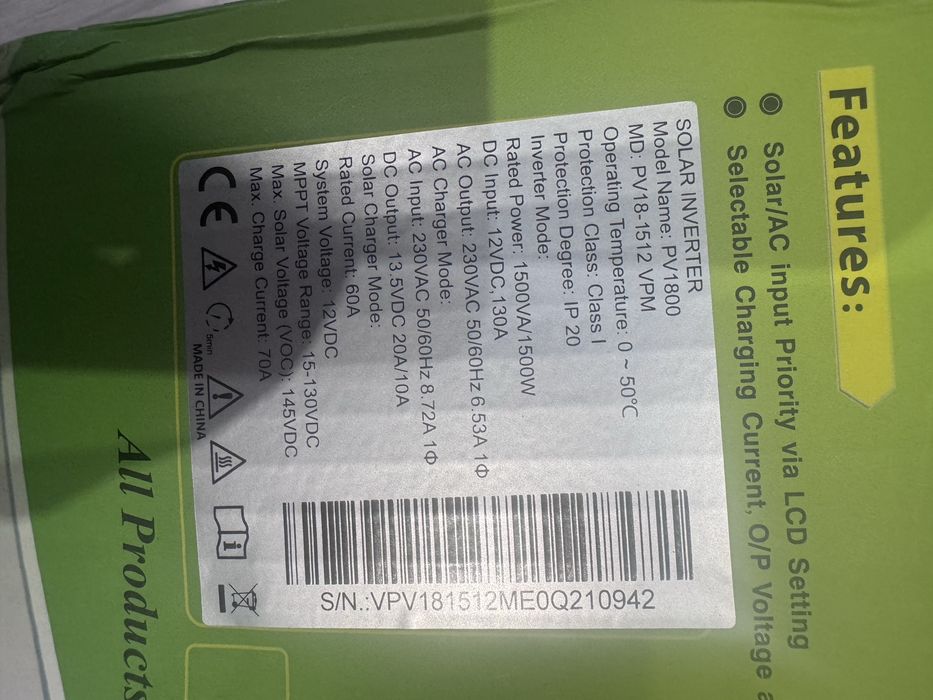 Features:
Solar/AC input Priority via LCD Setting
Selectable Charging Current, O/P Voltage
SOLAR INVERTER
Model Name: PV1800
MD: PV18-1512 VPM
Operating Temperature: 0 ~ 50°C
Protection Class: Class I
Protection Degree: IP 20
Inverter Mode:
Rated Power: 1500VA/1500W
DC Input: 12VDC,130A
AC Output: 230VAC 50/60Hz 6.53A 1Φ
AC Charger Mode:
AC Input: 230VAC 50/60Hz 8.72A 1Φ
DC Output: 13.5VDC 20A/10A
Solar Charger Mode:
Rated Current: 60A
System Voltage: 12VDC
MPPT Voltage Range: 15-130VDC
Max. Solar Voltage (VOC): 145VDC
Max. Charge Current: 70A
CE
5min
MADE IN CHINA
S/N.:VPV181512ME0Q210942
All Products